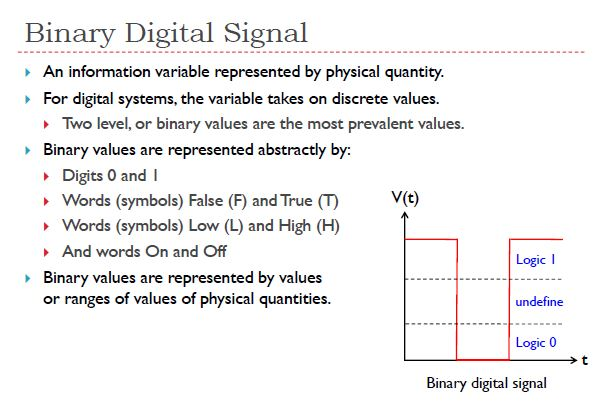 Binary Digital Signal
An information variable represented by physical quantity.
For digital systems, the variable takes on discrete values.
Two level, or binary values are the most prevalent values.
Binary values are represented abstractly by:
Digits 0 and 1
Words (symbols) False (F) and True (T)
Words (symbols) Low (L) and High (H)
And words On and Off
Binary values are represented by values
or ranges of values of physical quantities.
V(t)
Logic 1
undefine
Logic 0
t
Binary digital signal